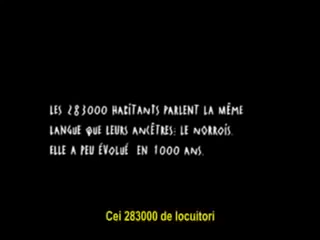 LES 283000 HABITANTS PARLENT LA MÊME
LANGUE QUE LEURS ANCÊTRES: LE NORROIS.
ELLE A PEU ÉVOLUÉ EN 1000 ANS.
Cei 283000 de locuitori